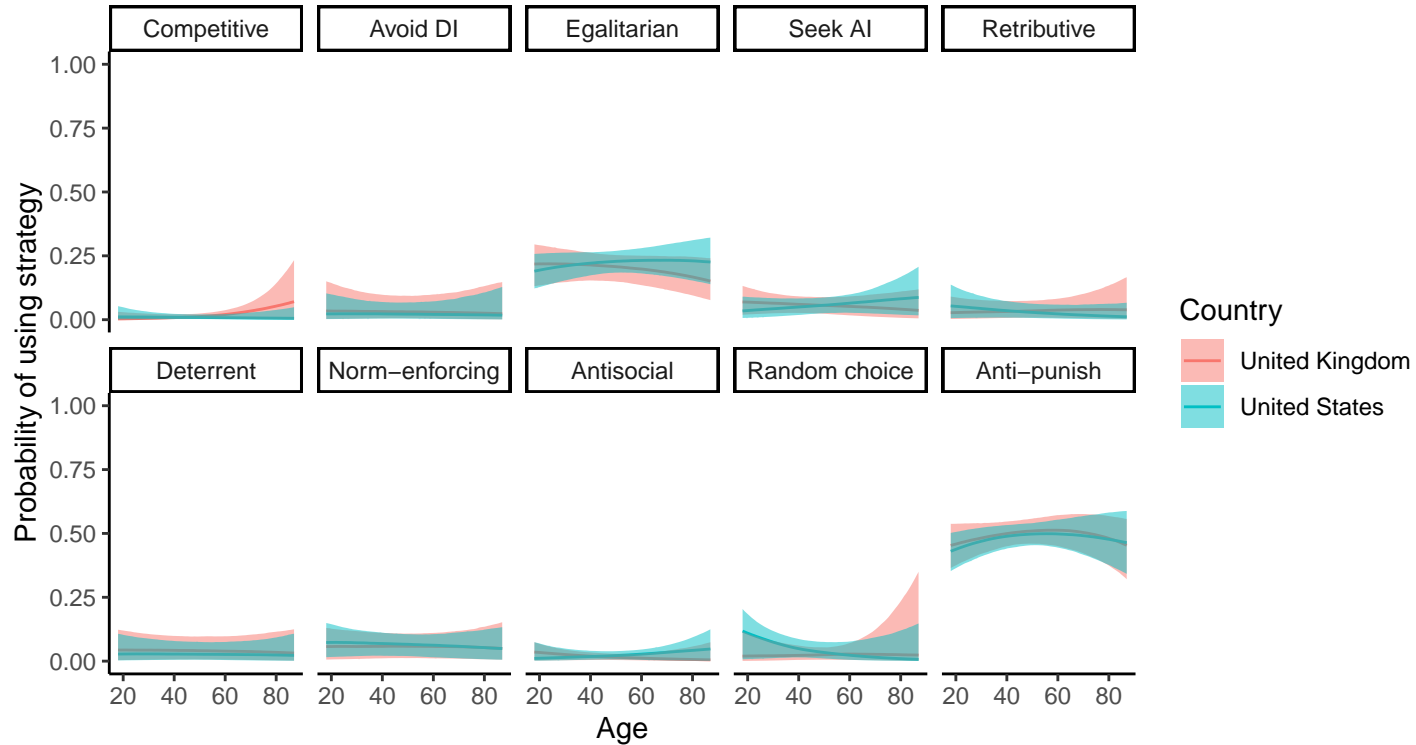 Competitive Avoid DI Egalitarian Seek AI Retributive
1.00
0.75
0.50
0.25
0.00
Deterrent Norm−enforcing Antisocial Random choice Anti−punish
1.00
0.75
0.50
0.25
0.00
20 40 60 80 20 40 60 80 20 40 60 80 20 40 60 80 20 40 60 80
Age
Probability of using strategy
Country
United Kingdom
United States